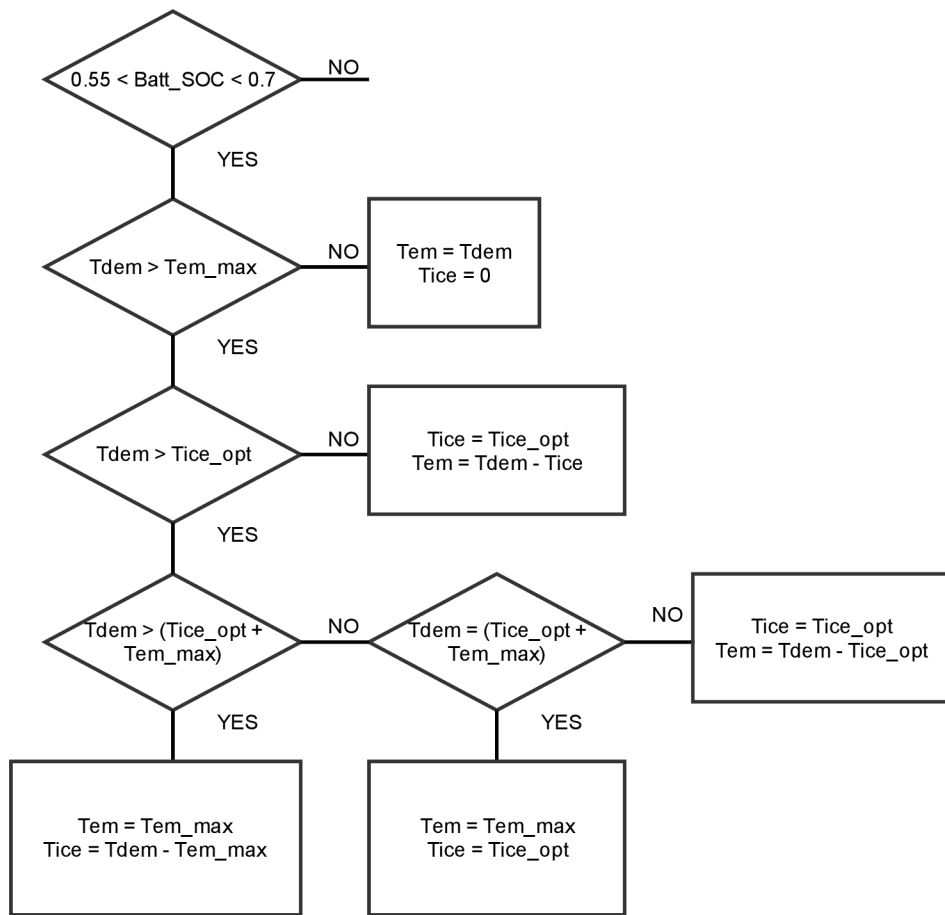 0.55 < Batt_SOC < 0.7
NO
YES
Tdem > Tem_max
NO
Tem = Tdem
Tice = 0
YES
Tdem > Tice_opt
NO
Tice = Tice_opt
Tem = Tdem - Tice
YES
Tdem > (Tice_opt +
Tem_max)
NO
Tdem = (Tice_opt +
Tem_max)
NO
Tice = Tice_opt
Tem = Tdem - Tice_opt
YES
YES
Tem = Tem_max
Tice = Tdem - Tem_max
Tem = Tem_max
Tice = Tice_opt